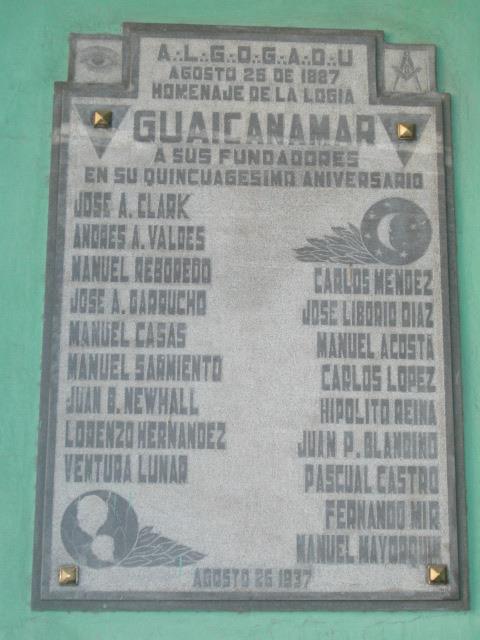 A∴L∴G∴D∴G∴A∴D∴U
AGOSTO 26 DE 1887
HOMENAJE DE LA LOGIA
GUAICANAMAR
A SUS FUNDADORES
EN SU QUINCUAGESIMO ANIVERSARIO
JOSE A. CLARK
ANDRES A. VALDES
MANUEL REBOREDO
JOSE A. GARRUCHO
MANUEL CASAS
MANUEL SARMIENTO
JUAN B. NEWHALL
LORENZO HERNANDEZ
VENTURA LUNAR
CARLOS MENDEZ
JOSE LIBORIO DIAZ
MANUEL ACOSTA
CARLOS LOPEZ
HIPOLITO REINA
JUAN P. BLANDINO
PASCUAL CASTRO
FERNANDO MIR
MANUEL MAYORQUIN
AGOSTO 26 1937